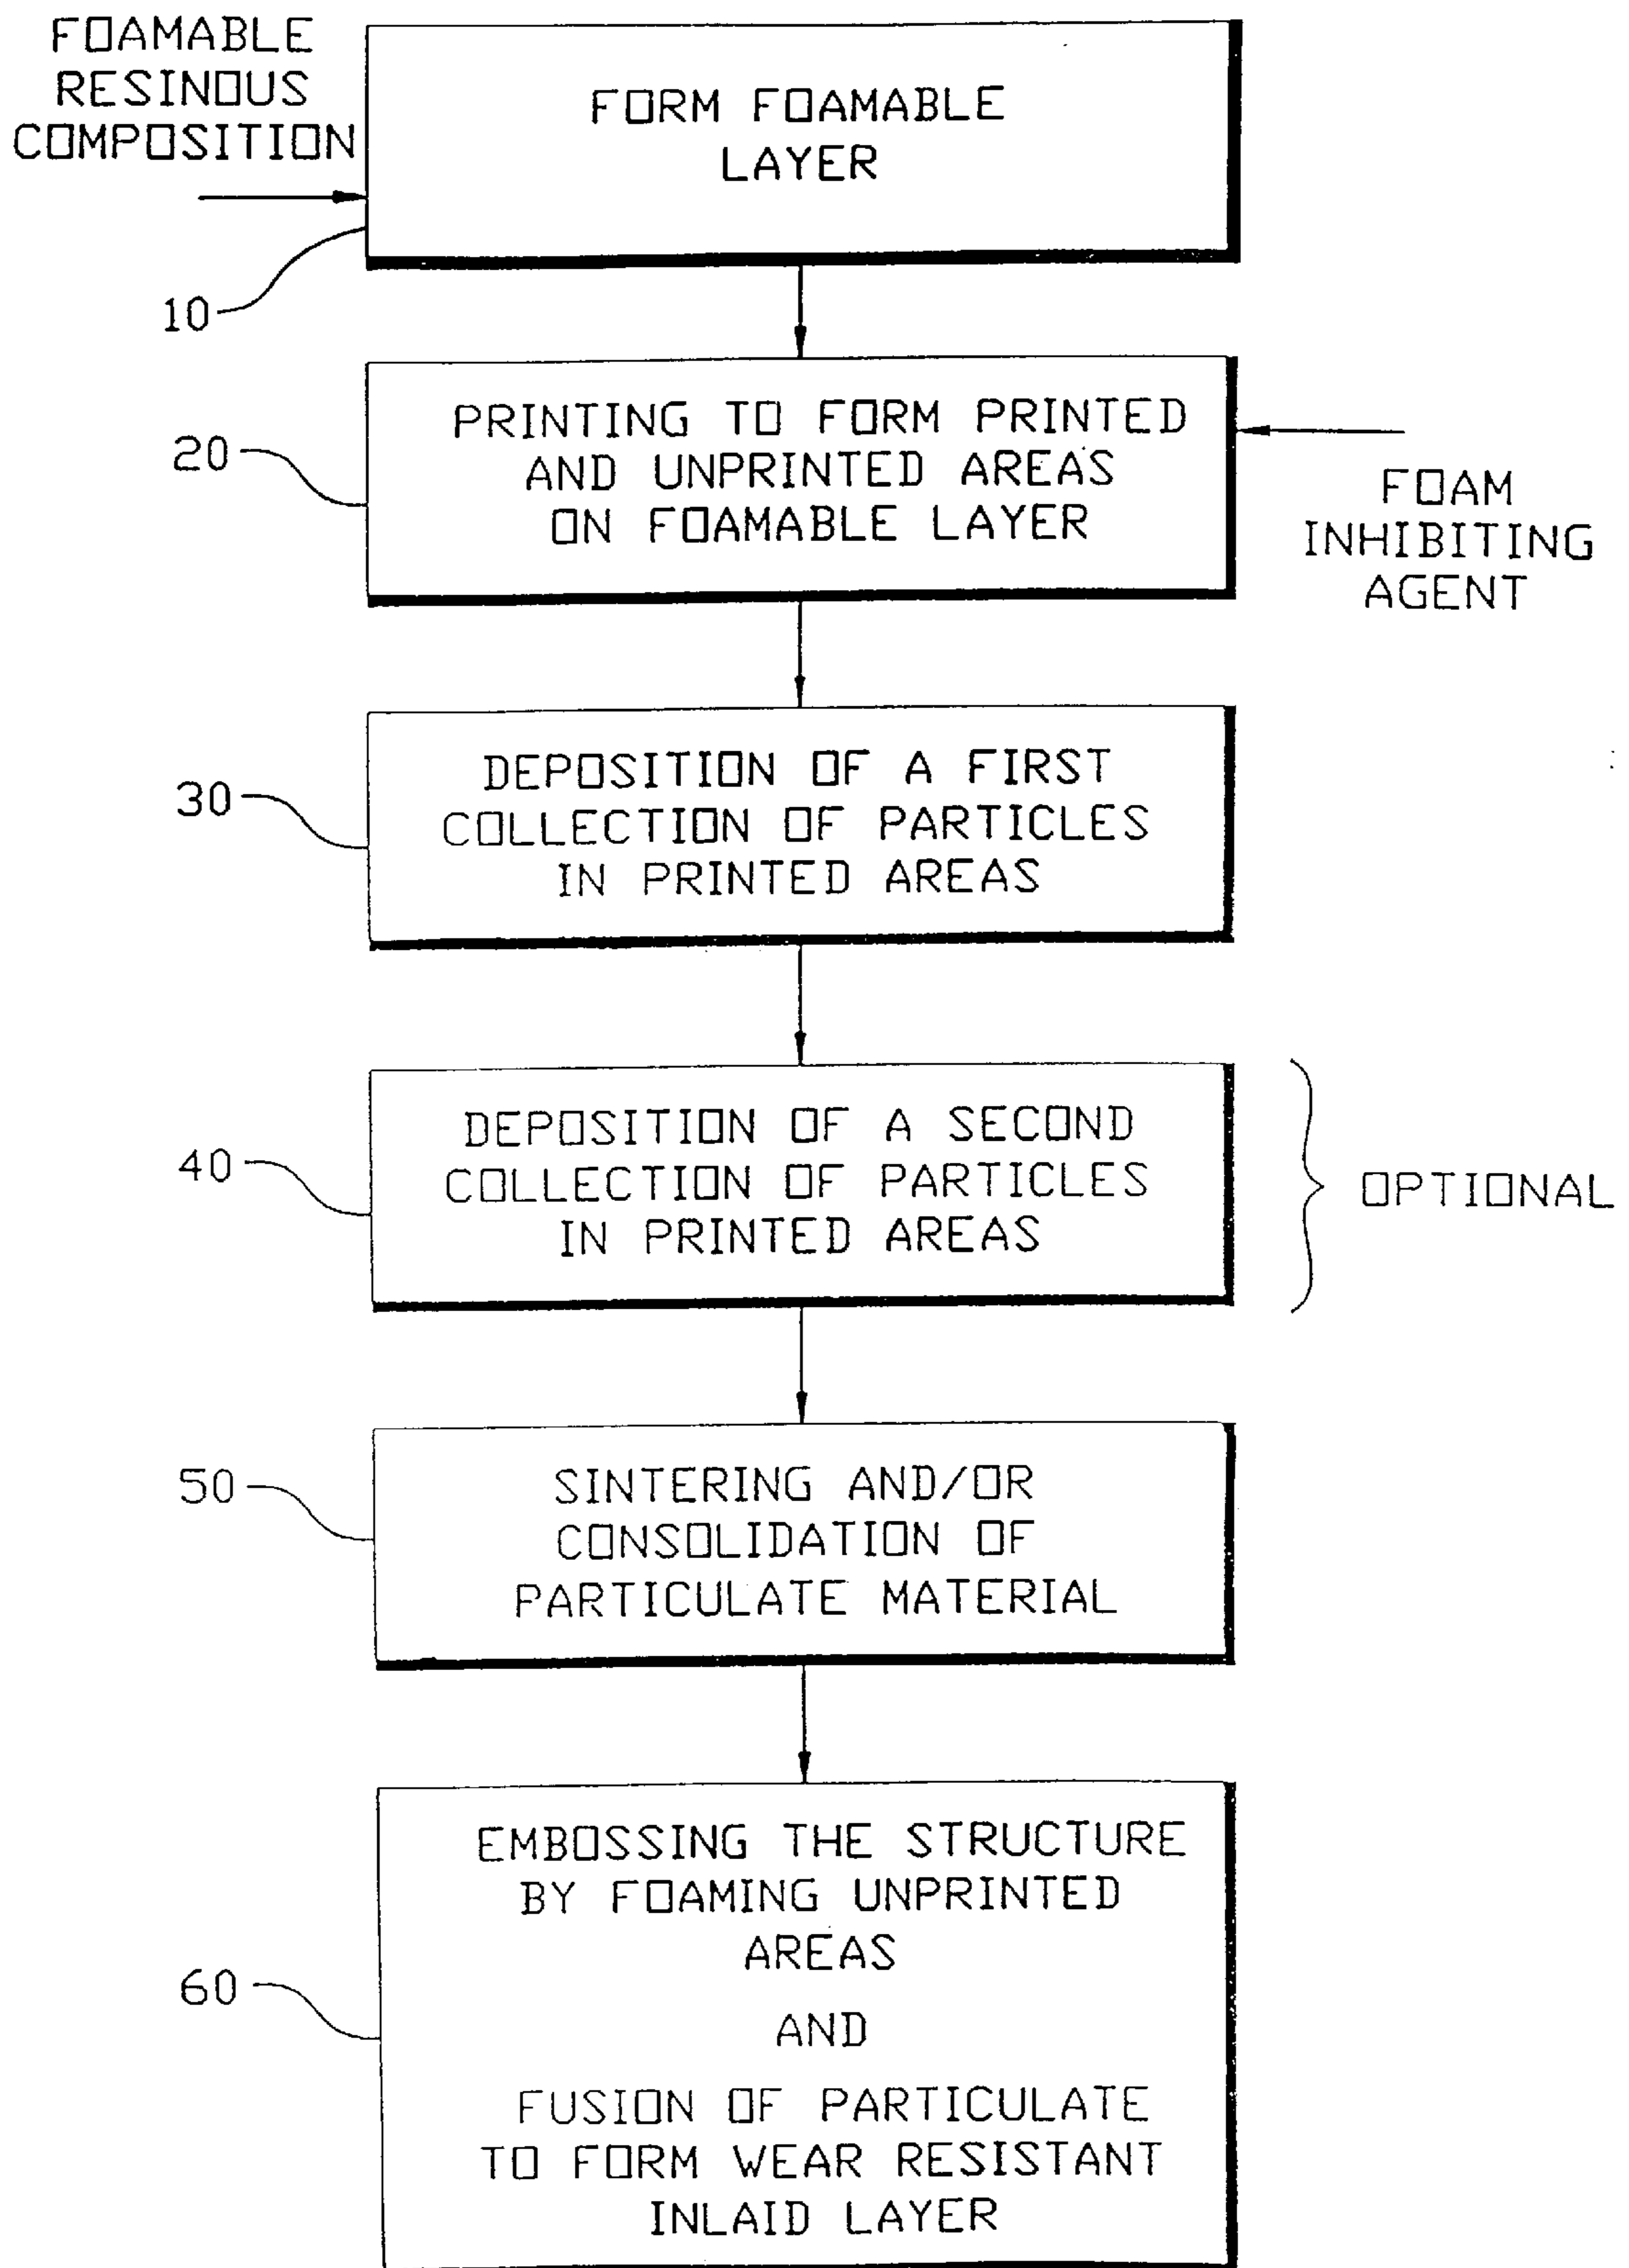 FOAMABLE
RESINOUS
COMPOSITION
FORM FOAMABLE
LAYER
10
PRINTING TO FORM PRINTED
AND UNPRINTED AREAS
ON FOAMABLE LAYER
20
FOAM
INHIBITING
AGENT
DEPOSITION OF A FIRST
COLLECTION OF PARTICLES
IN PRINTED AREAS
30
DEPOSITION OF A SECOND
COLLECTION OF PARTICLES
IN PRINTED AREAS
40
OPTIONAL
SINTERING AND/OR
CONSOLIDATION OF
PARTICULATE MATERIAL
50
EMBOSSING THE STRUCTURE
BY FOAMING UNPRINTED
AREAS
AND
FUSION OF PARTICULATE
TO FORM WEAR RESISTANT
INLAID LAYER
60